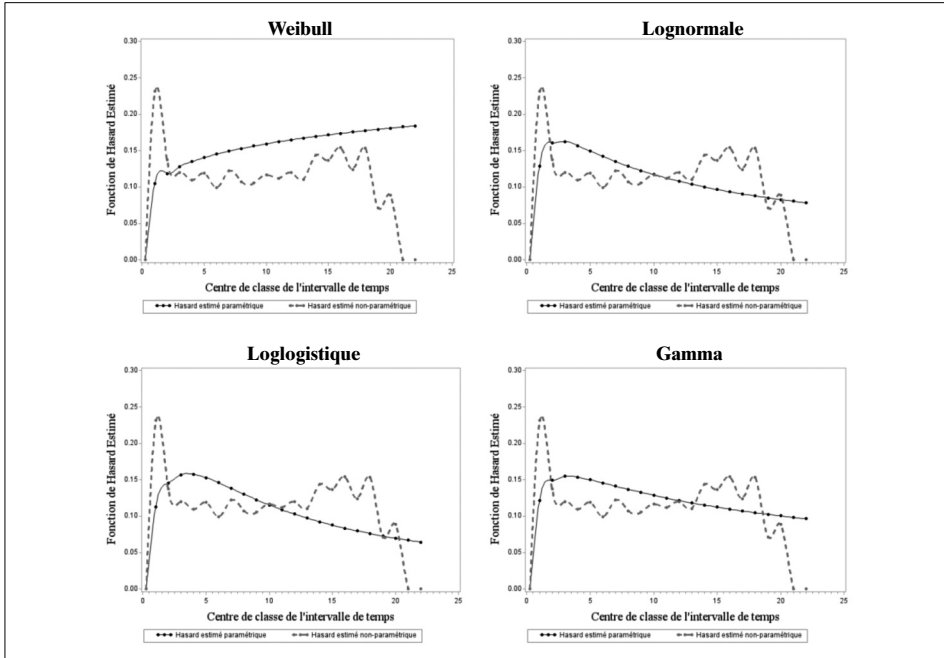 Weibull
Fonction de Hasard Estimé
0.30
0.25
0.20
0.15
0.10
0.05
0.00
0 5 10 15 20 25
Centre de classe de l'intervalle de temps
Hasard estimé paramétrique Hasard estimé non-paramétrique
Lognormale
Fonction de Hasard Estimé
0.30
0.25
0.20
0.15
0.10
0.05
0.00
0 5 10 15 20 25
Centre de classe de l'intervalle de temps
Hasard estimé paramétrique Hasard estimé non-paramétrique
Loglogistique
Fonction de Hasard Estimé
0.30
0.25
0.20
0.15
0.10
0.05
0.00
0 5 10 15 20 25
Centre de classe de l'intervalle de temps
Hasard estimé paramétrique Hasard estimé non-paramétrique
Gamma
Fonction de Hasard Estimé
0.30
0.25
0.20
0.15
0.10
0.05
0.00
0 5 10 15 20 25
Centre de classe de l'intervalle de temps
Hasard estimé paramétrique Hasard estimé non-paramétrique